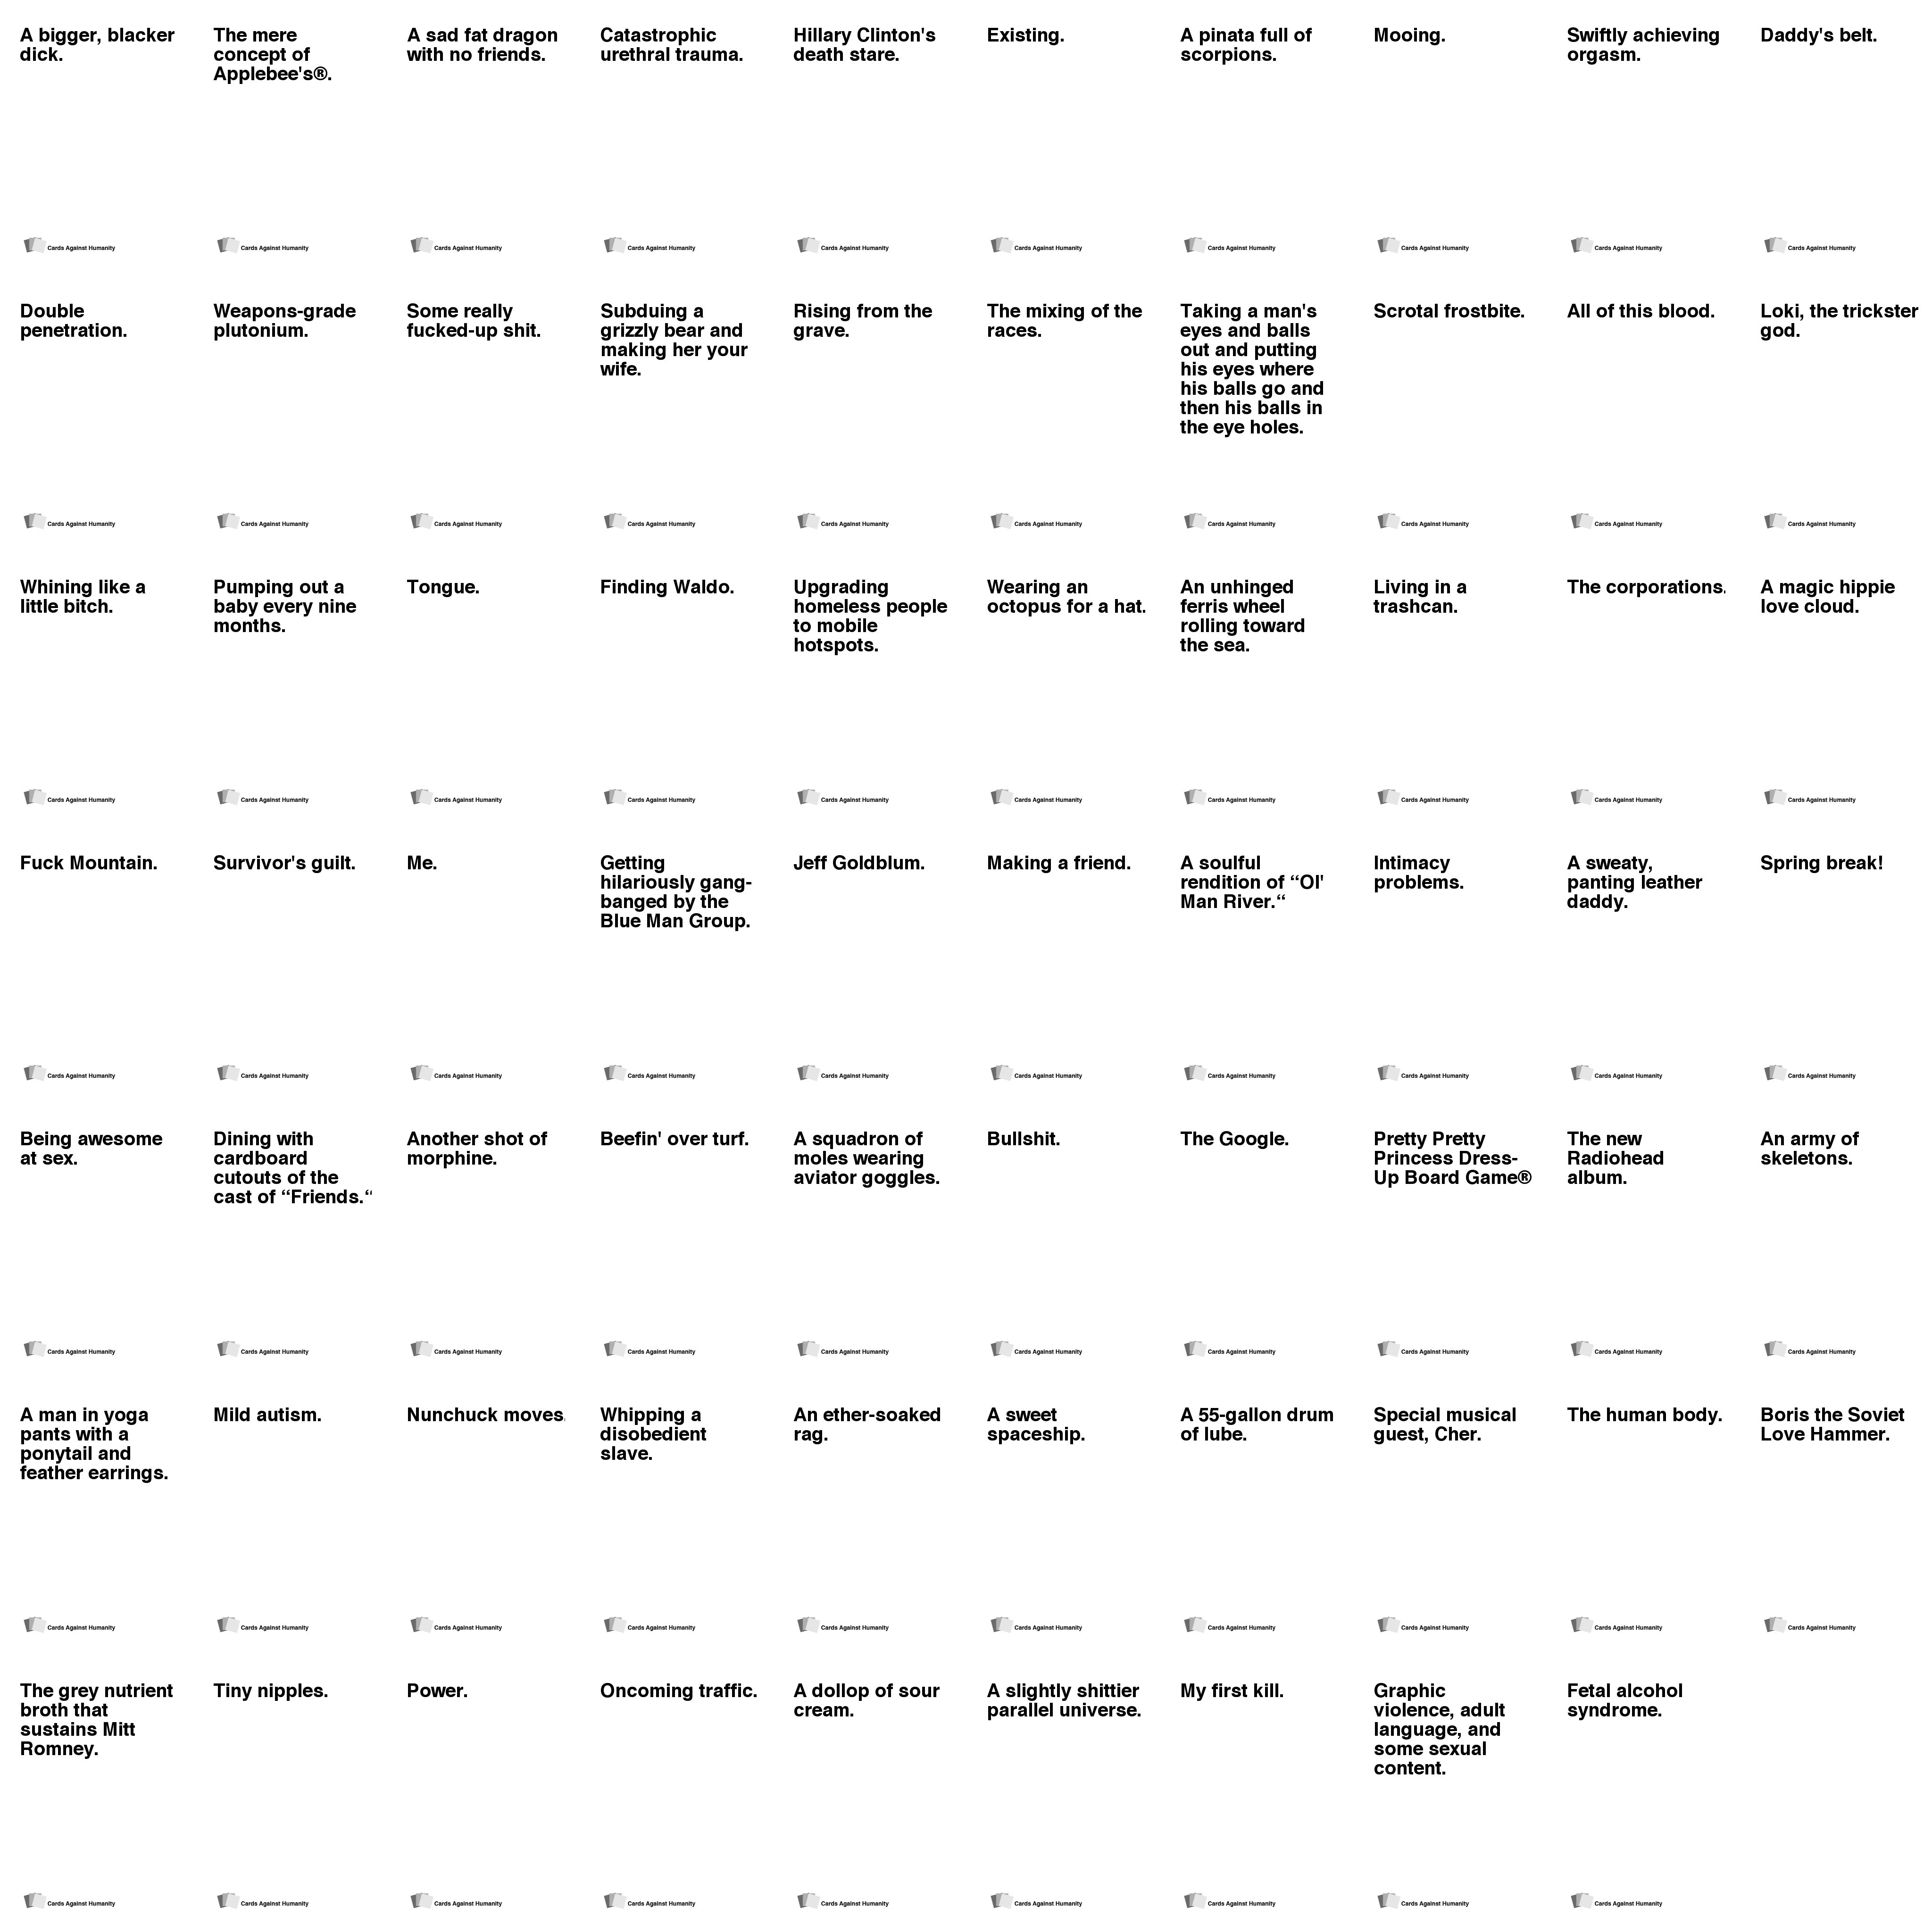 A bigger, blacker
dick.
Cards Against Humanity
The mere
concept of
Applebee's®.
Cards Against Humanity
A sad fat dragon
with no friends.
Cards Against Humanity
Catastrophic
urethral trauma.
Cards Against Humanity
Hillary Clinton's
death stare.
Cards Against Humanity
Existing.
Cards Against Humanity
A pinata full of
scorpions.
Cards Against Humanity
Mooing.
Cards Against Humanity
Swiftly achieving
orgasm.
Cards Against Humanity
Daddy's belt.
Cards Against Humanity
Double
penetration.
Cards Against Humanity
Weapons-grade
plutonium.
Cards Against Humanity
Some really
fucked-up shit.
Cards Against Humanity
Subduing a
grizzly bear and
making her your
wife.
Cards Against Humanity
Rising from the
grave.
Cards Against Humanity
The mixing of the
races.
Cards Against Humanity
Taking a man's
eyes and balls
out and putting
his eyes where
his balls go and
then his balls in
the eye holes.
Cards Against Humanity
Scrotal frostbite.
Cards Against Humanity
All of this blood.
Cards Against Humanity
Loki, the trickster
god.
Cards Against Humanity
Whining like a
little bitch.
Cards Against Humanity
Pumping out a
baby every nine
months.
Cards Against Humanity
Tongue.
Cards Against Humanity
Finding Waldo.
Cards Against Humanity
Upgrading
homeless people
to mobile
hotspots.
Cards Against Humanity
Wearing an
octopus for a hat.
Cards Against Humanity
An unhinged
ferris wheel
rolling toward
the sea.
Cards Against Humanity
Living in a
trashcan.
Cards Against Humanity
The corporations.
Cards Against Humanity
A magic hippie
love cloud.
Cards Against Humanity
Fuck Mountain.
Cards Against Humanity
Survivor's guilt.
Cards Against Humanity
Me.
Cards Against Humanity
Getting
hilariously gang-
banged by the
Blue Man Group.
Cards Against Humanity
Jeff Goldblum.
Cards Against Humanity
Making a friend.
Cards Against Humanity
A soulful
rendition of “Ol'
Man River.“
Cards Against Humanity
Intimacy
problems.
Cards Against Humanity
A sweaty,
panting leather
daddy.
Cards Against Humanity
Spring break!
Cards Against Humanity
Being awesome
at sex.
Cards Against Humanity
Dining with
cardboard
cutouts of the
cast of “Friends.“
Cards Against Humanity
Another shot of
morphine.
Cards Against Humanity
Beefin' over turf.
Cards Against Humanity
A squadron of
moles wearing
aviator goggles.
Cards Against Humanity
Bullshit.
Cards Against Humanity
The Google.
Cards Against Humanity
Pretty Pretty
Princess Dress-
Up Board Game®
Cards Against Humanity
The new
Radiohead
album.
Cards Against Humanity
An army of
skeletons.
Cards Against Humanity
A man in yoga
pants with a
ponytail and
feather earrings.
Cards Against Humanity
Mild autism.
Cards Against Humanity
Nunchuck moves.
Cards Against Humanity
Whipping a
disobedient
slave.
Cards Against Humanity
An ether-soaked
rag.
Cards Against Humanity
A sweet
spaceship.
Cards Against Humanity
A 55-gallon drum
of lube.
Cards Against Humanity
Special musical
guest, Cher.
Cards Against Humanity
The human body.
Cards Against Humanity
Boris the Soviet
Love Hammer.
Cards Against Humanity
The grey nutrient
broth that
sustains Mitt
Romney.
Cards Against Humanity
Tiny nipples.
Cards Against Humanity
Power.
Cards Against Humanity
Oncoming traffic.
Cards Against Humanity
A dollop of sour
cream.
Cards Against Humanity
A slightly shittier
parallel universe.
Cards Against Humanity
My first kill.
Cards Against Humanity
Graphic
violence, adult
language, and
some sexual
content.
Cards Against Humanity
Fetal alcohol
syndrome.
Cards Against Humanity